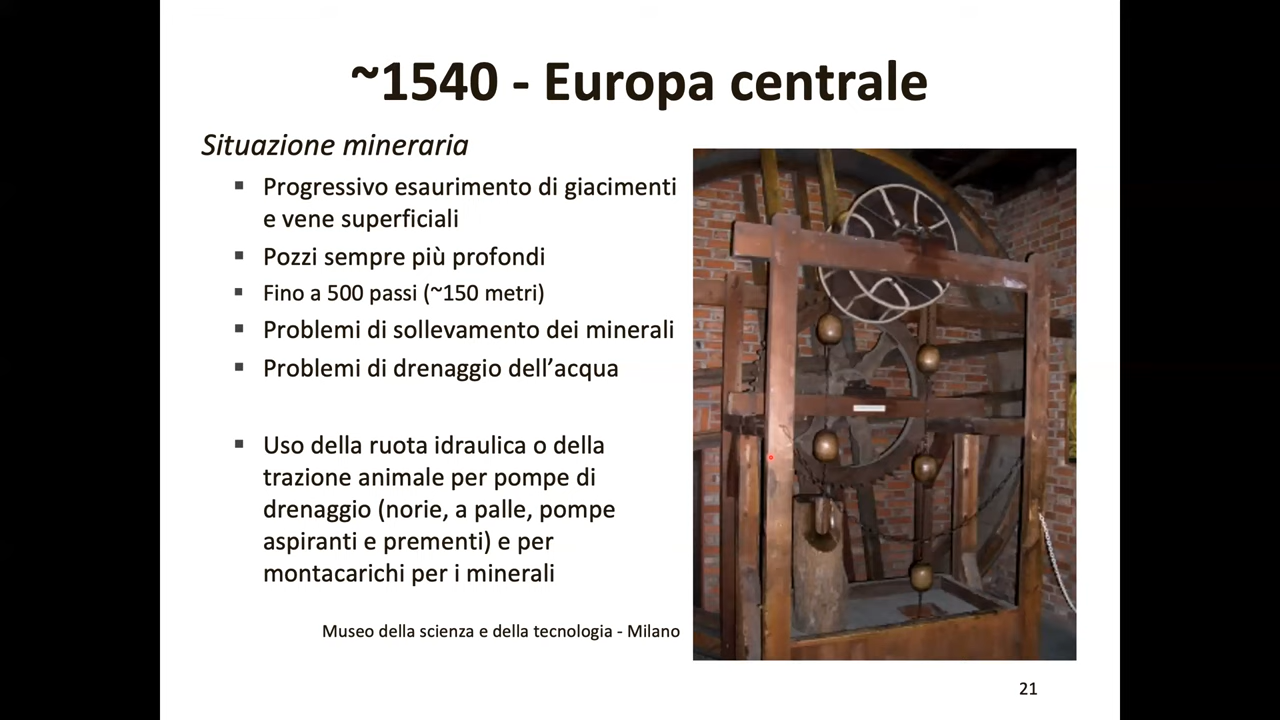 ~1540 - Europa centrale
Situazione mineraria
▪ Progressivo esaurimento di giacimenti
e vene superficiali
▪ Pozzi sempre più profondi
▪ Fino a 500 passi (~150 metri)
▪ Problemi di sollevamento dei minerali
▪ Problemi di drenaggio dell’acqua
▪ Uso della ruota idraulica o della
trazione animale per pompe di
drenaggio (norie, a palle, pompe
aspiranti e prementi) e per
montacarichi per i minerali
Museo della scienza e della tecnologia - Milano
21